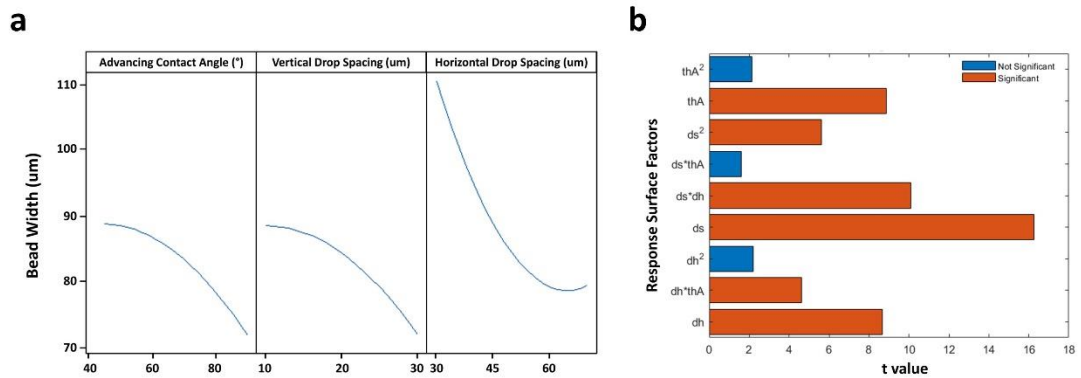 a
Advancing Contact Angle (°) Vertical Drop Spacing (um) Horizontal Drop Spacing (um)
Bead Width (um)
110
100
90
80
70
40 60 80 10 20 30 30 45 60
b
Response Surface Factors
thA²
thA
ds²
ds*thA
ds*dh
ds
dh²
dh*thA
dh
Not Significant
Significant
0 2 4 6 8 10 12 14 16 18
t value